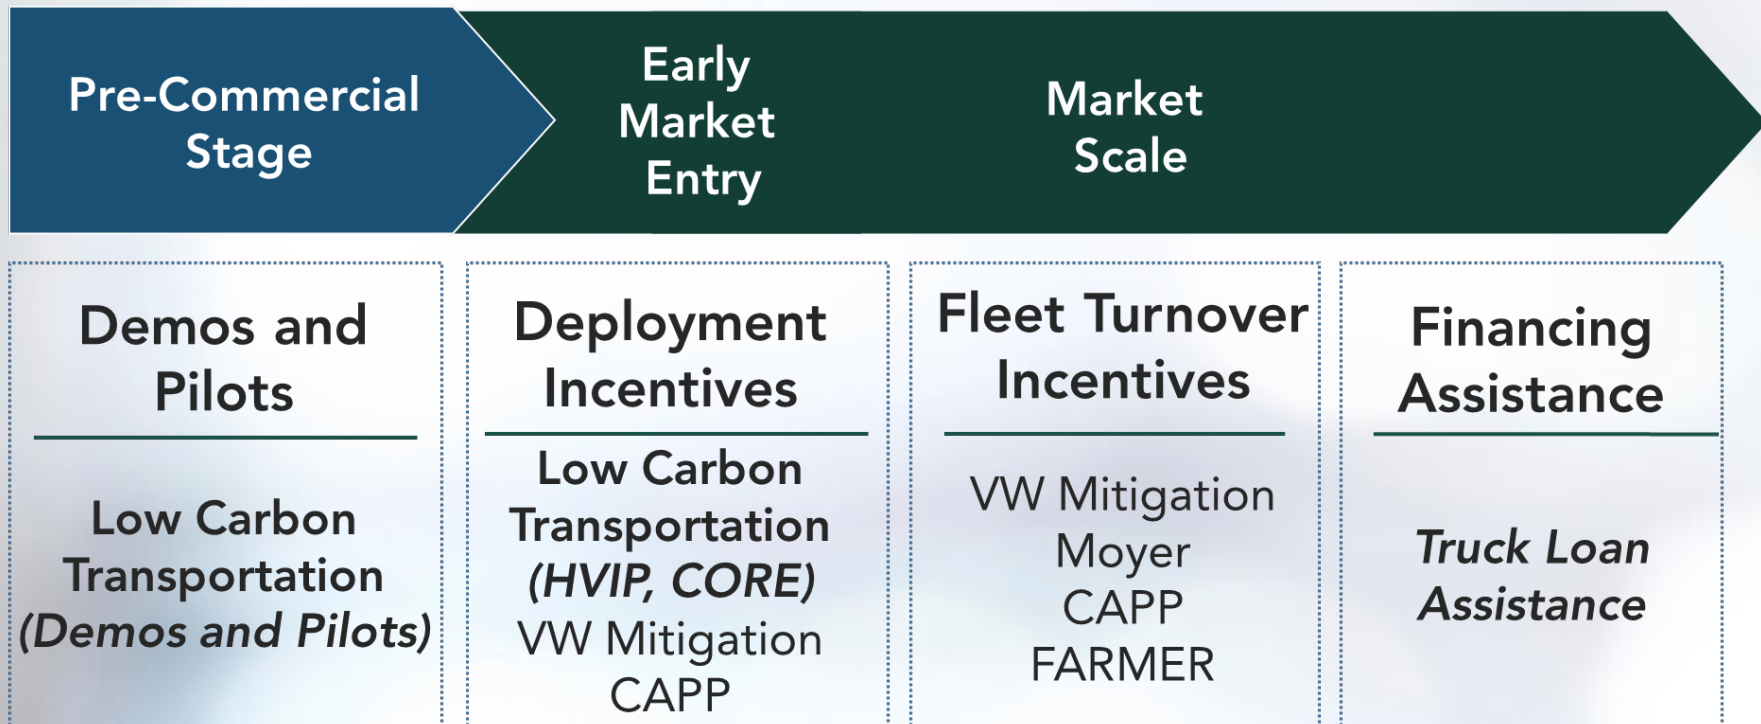 Pre-Commercial
Stage
Early
Market
Entry
Market
Scale
Demos and
Pilots
Low Carbon
Transportation
(Demos and Pilots)
Deployment
Incentives
Low Carbon
Transportation
(HVIP, CORE)
VW Mitigation
CAPP
Fleet Turnover
Incentives
VW Mitigation
Moyer
CAPP
FARMER
Financing
Assistance
Truck Loan
Assistance